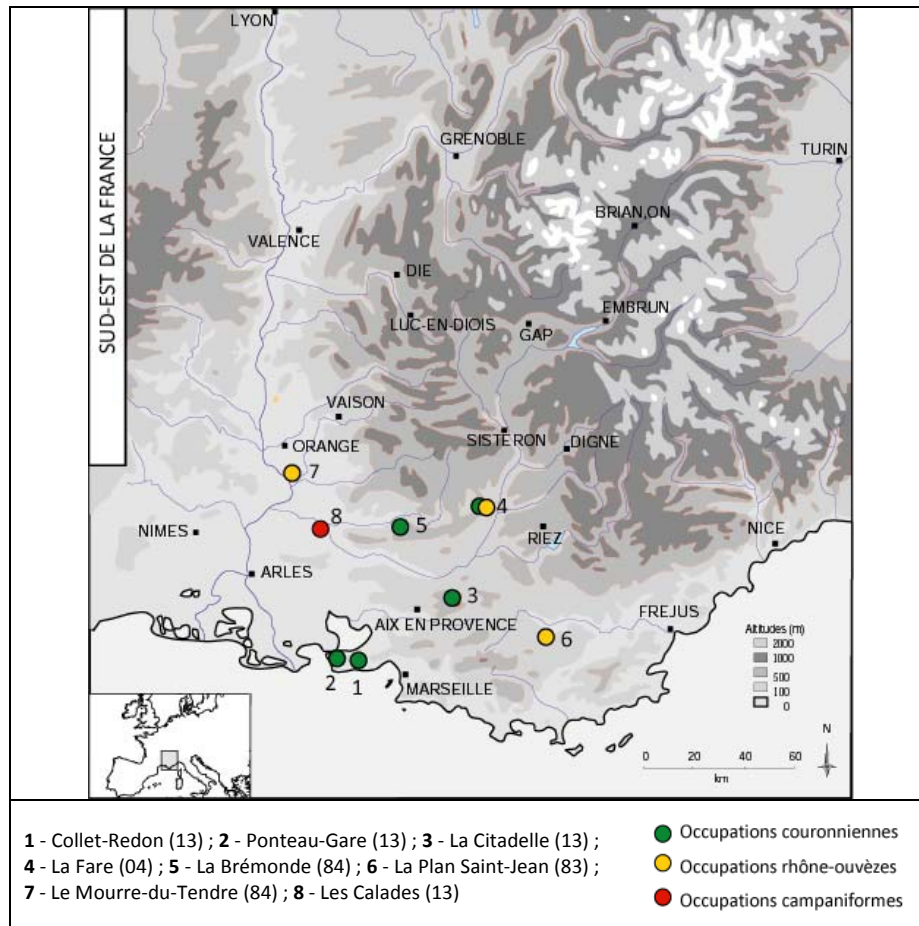 SUD-EST DE LA FRANCE
LYON
GRENOBLE
TURIN
BRIAN,ON
VALENCE
DIE
LUC-EN-DIOIS
EMBRUN
GAP
VAISON
ORANGE
SISTERON
DIGNE
7
4
8
5
NIMES
RIEZ
NICE
ARLES
3
AIX EN PROVENCE
FREJUS
6
2
1
MARSEILLE
Altitudes (m)
2000
1000
500
100
0
N
0 20 40 60
km
1 - Collet-Redon (13) ; 2 - Ponteau-Gare (13) ; 3 - La Citadelle (13) ;
4 - La Fare (04) ; 5 - La Brémonde (84) ; 6 - La Plan Saint-Jean (83) ;
7 - Le Mourre-du-Tendre (84) ; 8 - Les Calades (13)
Occupations couronniennes
Occupations rhône-ouvèzes
Occupations campaniformes